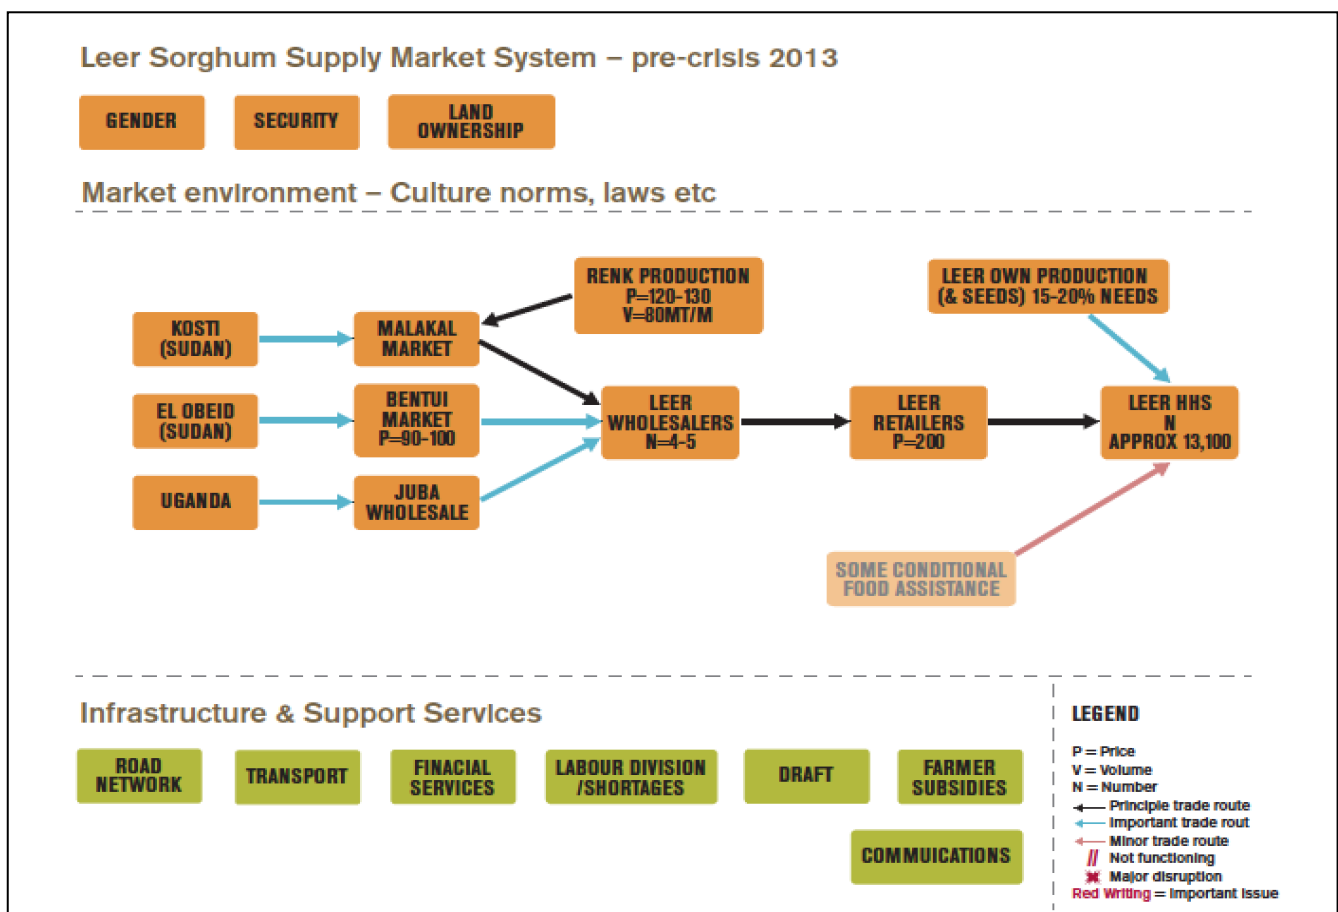 Leer Sorghum Supply Market System – pre-crisis 2013
GENDER
SECURITY
LAND
OWNERSHIP
Market environment – Culture norms, laws etc
RENK PRODUCTION
P=120-130
V=80MT/M
LEER OWN PRODUCTION
(& SEEDS) 15-20% NEEDS
KOSTI
(SUDAN)
MALAKAL
MARKET
EL OBEID
(SUDAN)
BENTUI
MARKET
P=90-100
LEER
WHOLESALERS
N=4-5
LEER
RETAILERS
P=200
LEER HHS
N
APPROX 13,100
UGANDA
JUBA
WHOLESALE
SOME CONDITIONAL
FOOD ASSISTANCE
Infrastructure & Support Services
ROAD
NETWORK
TRANSPORT
FINACIAL
SERVICES
LABOUR DIVISION
/SHORTAGES
DRAFT
FARMER
SUBSIDIES
COMMUICATIONS
LEGEND
P = Price
V = Volume
N = Number
Principle trade route
Important trade rout
Minor trade route
Not functioning
Major disruption
Red Writing = Important issue